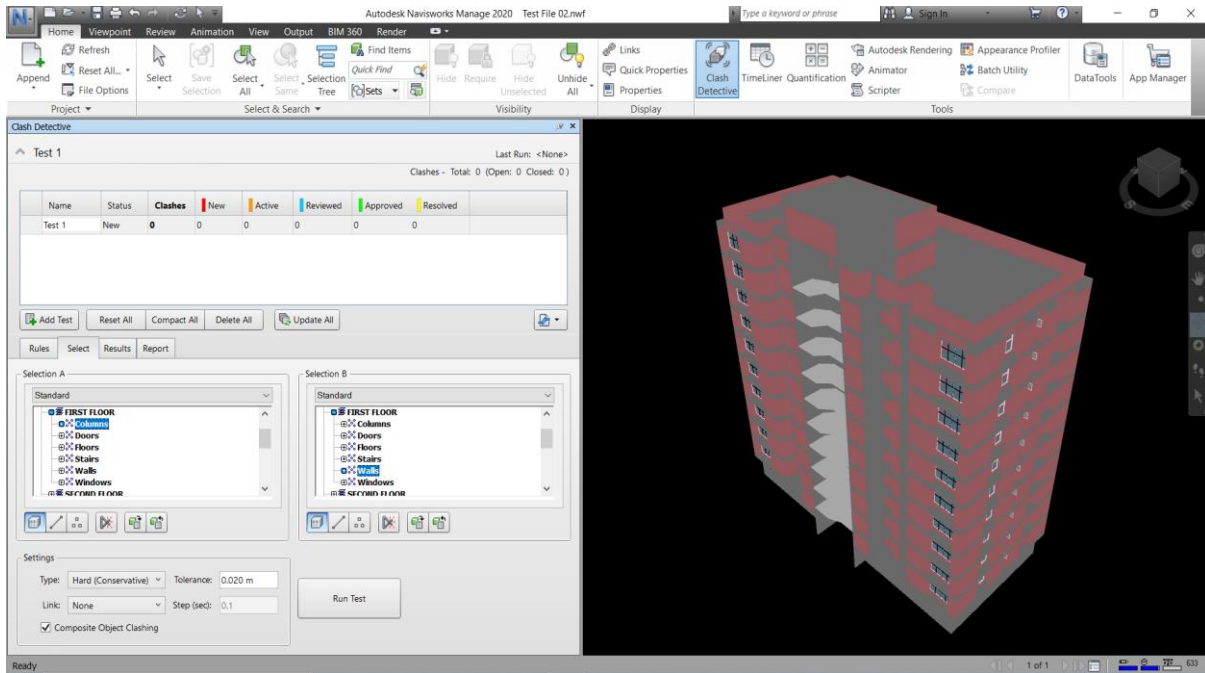 Autodesk Navisworks Manage 2020 Test File 02.nwf
Type a keyword or phrase
Sign In
Home Viewpoint Review Animation View Output BIM 360 Render
Append
Refresh
Reset All...
File Options
Project
Select
Save Selection
Select All
Select Same
Selection Tree
Find Items
Quick Find
Sets
Select & Search
Hide
Require
Hide Unselected
Unhide All
Visibility
Links
Quick Properties
Properties
Display
Clash Detective
TimeLiner
Quantification
Autodesk Rendering
Animator
Scripter
Appearance Profiler
Batch Utility
Compare
DataTools
App Manager
Tools
Clash Detective
Test 1
Last Run: <None>
Clashes - Total: 0 (Open: 0 Closed: 0)
Name Status Clashes New Active Reviewed Approved Resolved
Test 1 New 0 0 0 0 0 0
Add Test Reset All Compact All Delete All Update All
Rules Select Results Report
Selection A
Standard
FIRST FLOOR
Columns
Doors
Floors
Stairs
Walls
Windows
SECOND FLOOR
Selection B
Standard
FIRST FLOOR
Columns
Doors
Floors
Stairs
Walls
Windows
SECOND FLOOR
Settings
Type: Hard (Conservative) Tolerance: 0.020 m
Link: None Step (sec): 0.1
Composite Object Clashing
Run Test
Ready
1 of 1
633